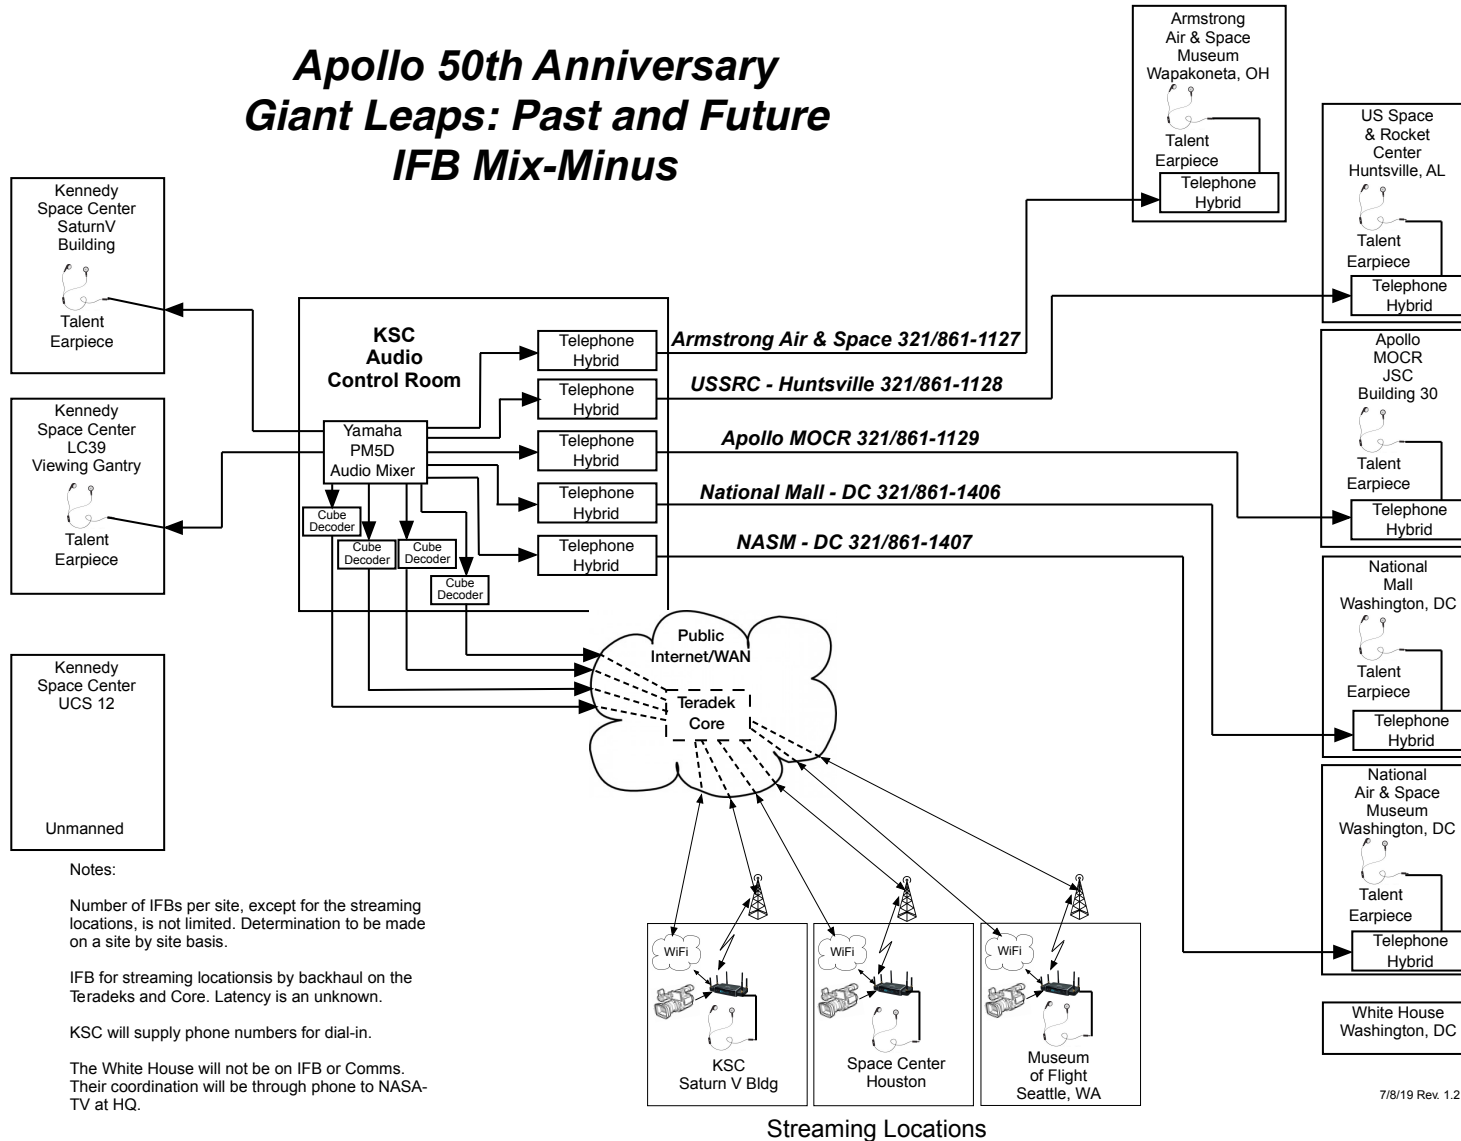 Apollo 50th Anniversary
Giant Leaps: Past and Future
IFB Mix-Minus
Kennedy
Space Center
SaturnV
Building
Talent
Earpiece
Kennedy
Space Center
LC39
Viewing Gantry
Talent
Earpiece
Kennedy
Space Center
UCS 12
Unmanned
KSC
Audio
Control Room
Yamaha
PM5D
Audio Mixer
Cube
Decoder
Cube
Decoder
Cube
Decoder
Cube
Decoder
Telephone
Hybrid
Telephone
Hybrid
Telephone
Hybrid
Telephone
Hybrid
Telephone
Hybrid
Armstrong Air & Space 321/861-1127
USSRC - Huntsville 321/861-1128
Apollo MOCR 321/861-1129
National Mall - DC 321/861-1406
NASM - DC 321/861-1407
Public
Internet/WAN
Teradek
Core
Armstrong
Air & Space
Museum
Wapakoneta, OH
Talent
Earpiece
Telephone
Hybrid
US Space
& Rocket
Center
Huntsville, AL
Talent
Earpiece
Telephone
Hybrid
Apollo
MOCR
JSC
Building 30
Talent
Earpiece
Telephone
Hybrid
National
Mall
Washington, DC
Talent
Earpiece
Telephone
Hybrid
National
Air & Space
Museum
Washington, DC
Talent
Earpiece
Telephone
Hybrid
White House
Washington, DC
Notes:
Number of IFBs per site, except for the streaming
locations, is not limited. Determination to be made
on a site by site basis.
IFB for streaming locationsis by backhaul on the
Teradeks and Core. Latency is an unknown.
KSC will supply phone numbers for dial-in.
The White House will not be on IFB or Comms.
Their coordination will be through phone to NASA-
TV at HQ.
WiFi
KSC
Saturn V Bldg
WiFi
Space Center
Houston
WiFi
Museum
of Flight
Seattle, WA
Streaming Locations
7/8/19 Rev. 1.2